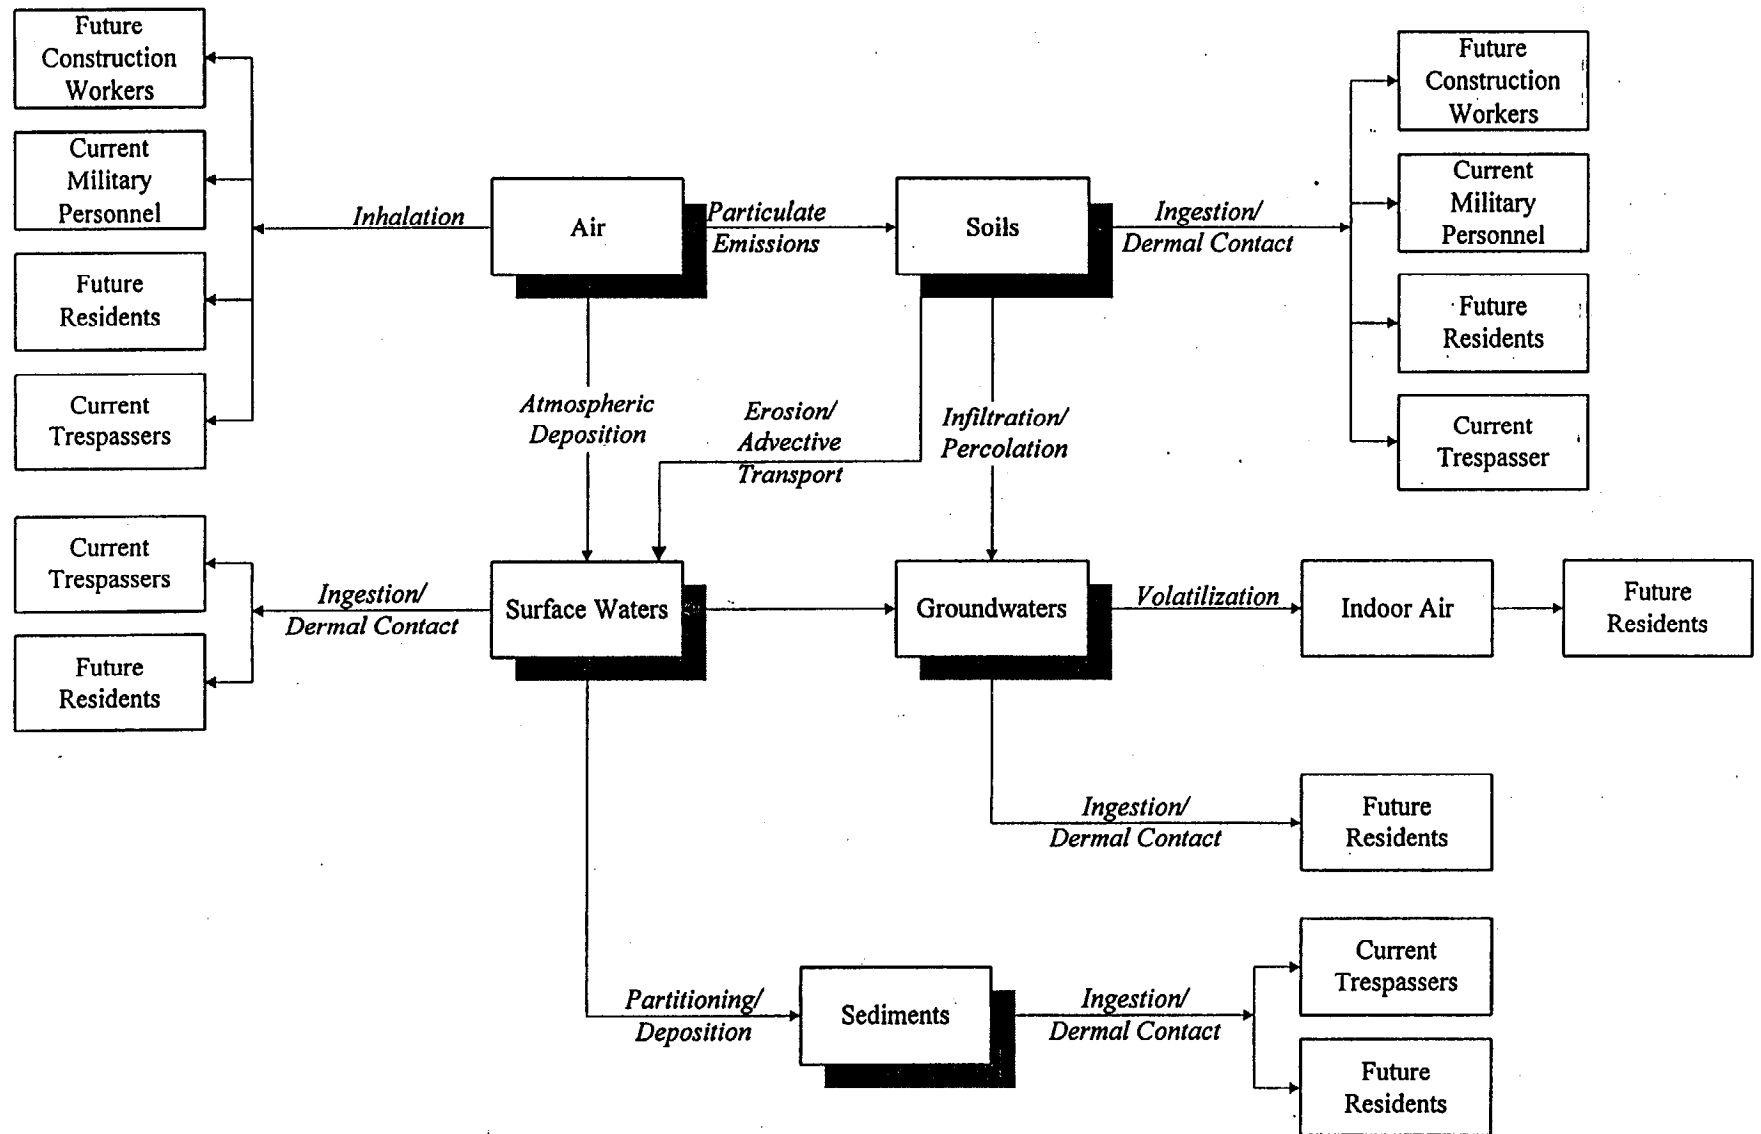 Future
Construction
Workers
Current
Military
Personnel
Future
Residents
Current
Trespassers
Inhalation
Air
Particulate
Emissions
Soils
Ingestion/
Dermal Contact
Future
Construction
Workers
Current
Military
Personnel
Future
Residents
Current
Trespasser
Atmospheric
Deposition
Erosion/
Advective
Transport
Infiltration/
Percolation
Current
Trespassers
Future
Residents
Ingestion/
Dermal Contact
Surface Waters
Groundwaters
Volatilization
Indoor Air
Future
Residents
Ingestion/
Dermal Contact
Future
Residents
Partitioning/
Deposition
Sediments
Ingestion/
Dermal Contact
Current
Trespassers
Future
Residents